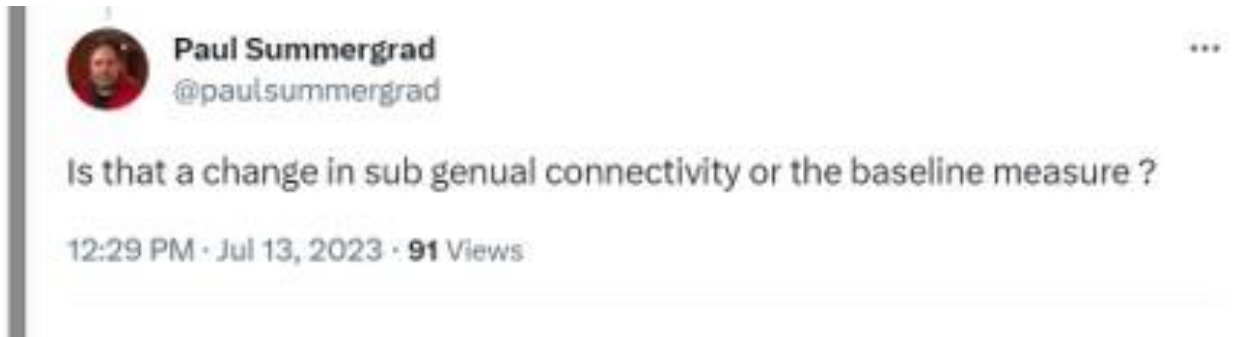 Paul Summergrad
@paulsummergrad
Is that a change in sub genual connectivity or the baseline measure ?
12:29 PM · Jul 13, 2023 · 91 Views